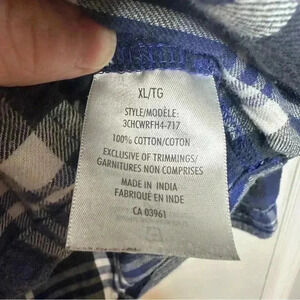 XL/TG
STYLE/MODÈLE:
3CHCWRFH4-717
100% COTTON/COTON
EXCLUSIVE OF TRIMMINGS/
GARNITURES NON COMPRISES
MADE IN INDIA
FABRIQUÉ EN INDE
CA 03961